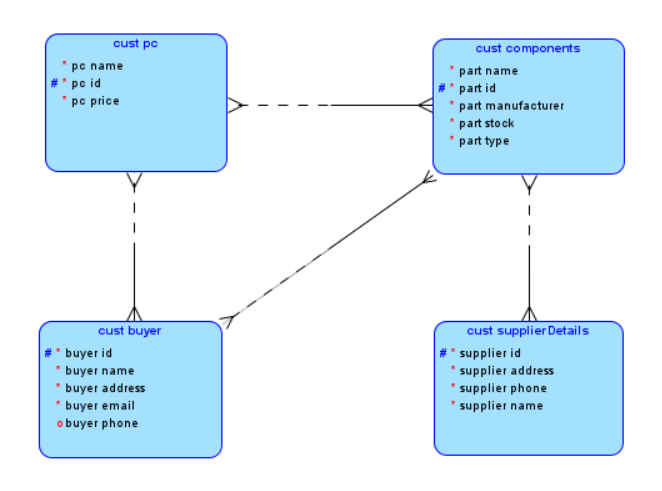 cust pc
* pc name
# * pc id
* pc price
cust components
* part name
# * part id
* part manufacturer
* part stock
* part type
cust buyer
# * buyer id
* buyer name
* buyer address
* buyer email
o buyer phone
cust supplierDetails
# * supplier id
* supplier address
* supplier phone
* supplier name